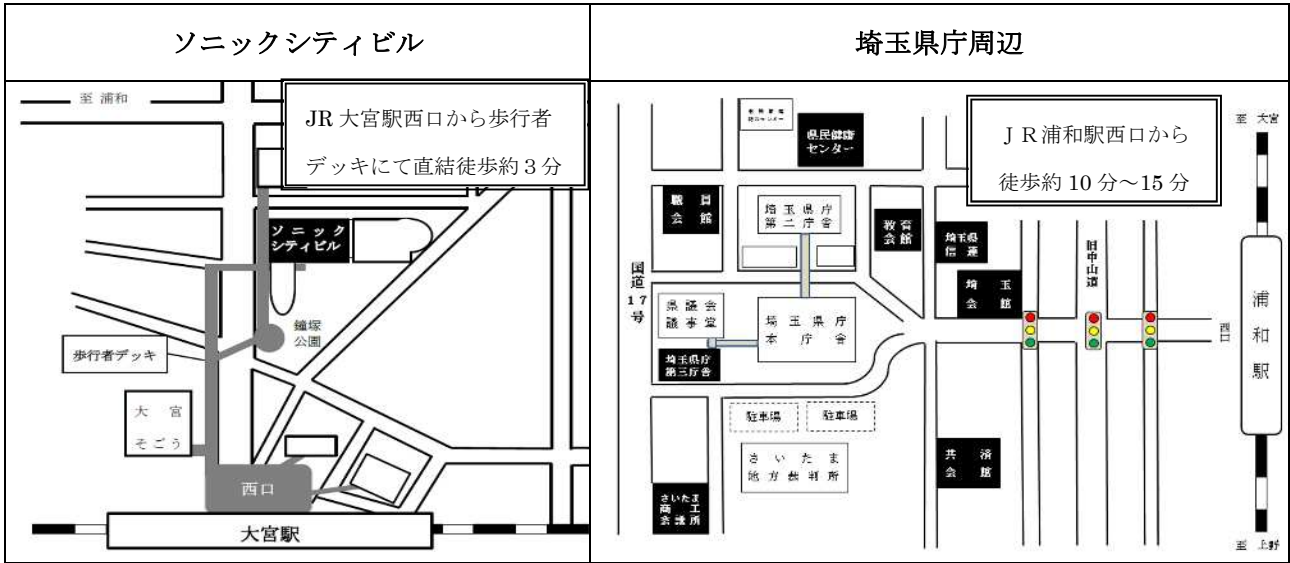 ソニックシティビル
至 浦和
JR 大宮駅西口から歩行者
デッキにて直結徒歩約３分
ソニック
シティビル
鐘塚
公園
歩行者デッキ
大 宮
そごう
西口
大宮駅
埼玉県庁周辺
ＪＲ浦和駅西口から
徒歩約 10 分～15 分
至 大宮
県民健康
センター
職 員
会 館
埼玉県庁
第二庁舎
教育
会館
埼玉県
信連
埼 玉
会 館
旧中山道
国道17号
県議会
議事堂
埼玉県庁
本庁舎
埼玉県庁
第三庁舎
西口
浦和駅
駐車場
駐車場
さいたま
地方裁判所
共 済
会 館
さいたま
商 工
会議所
至 上野